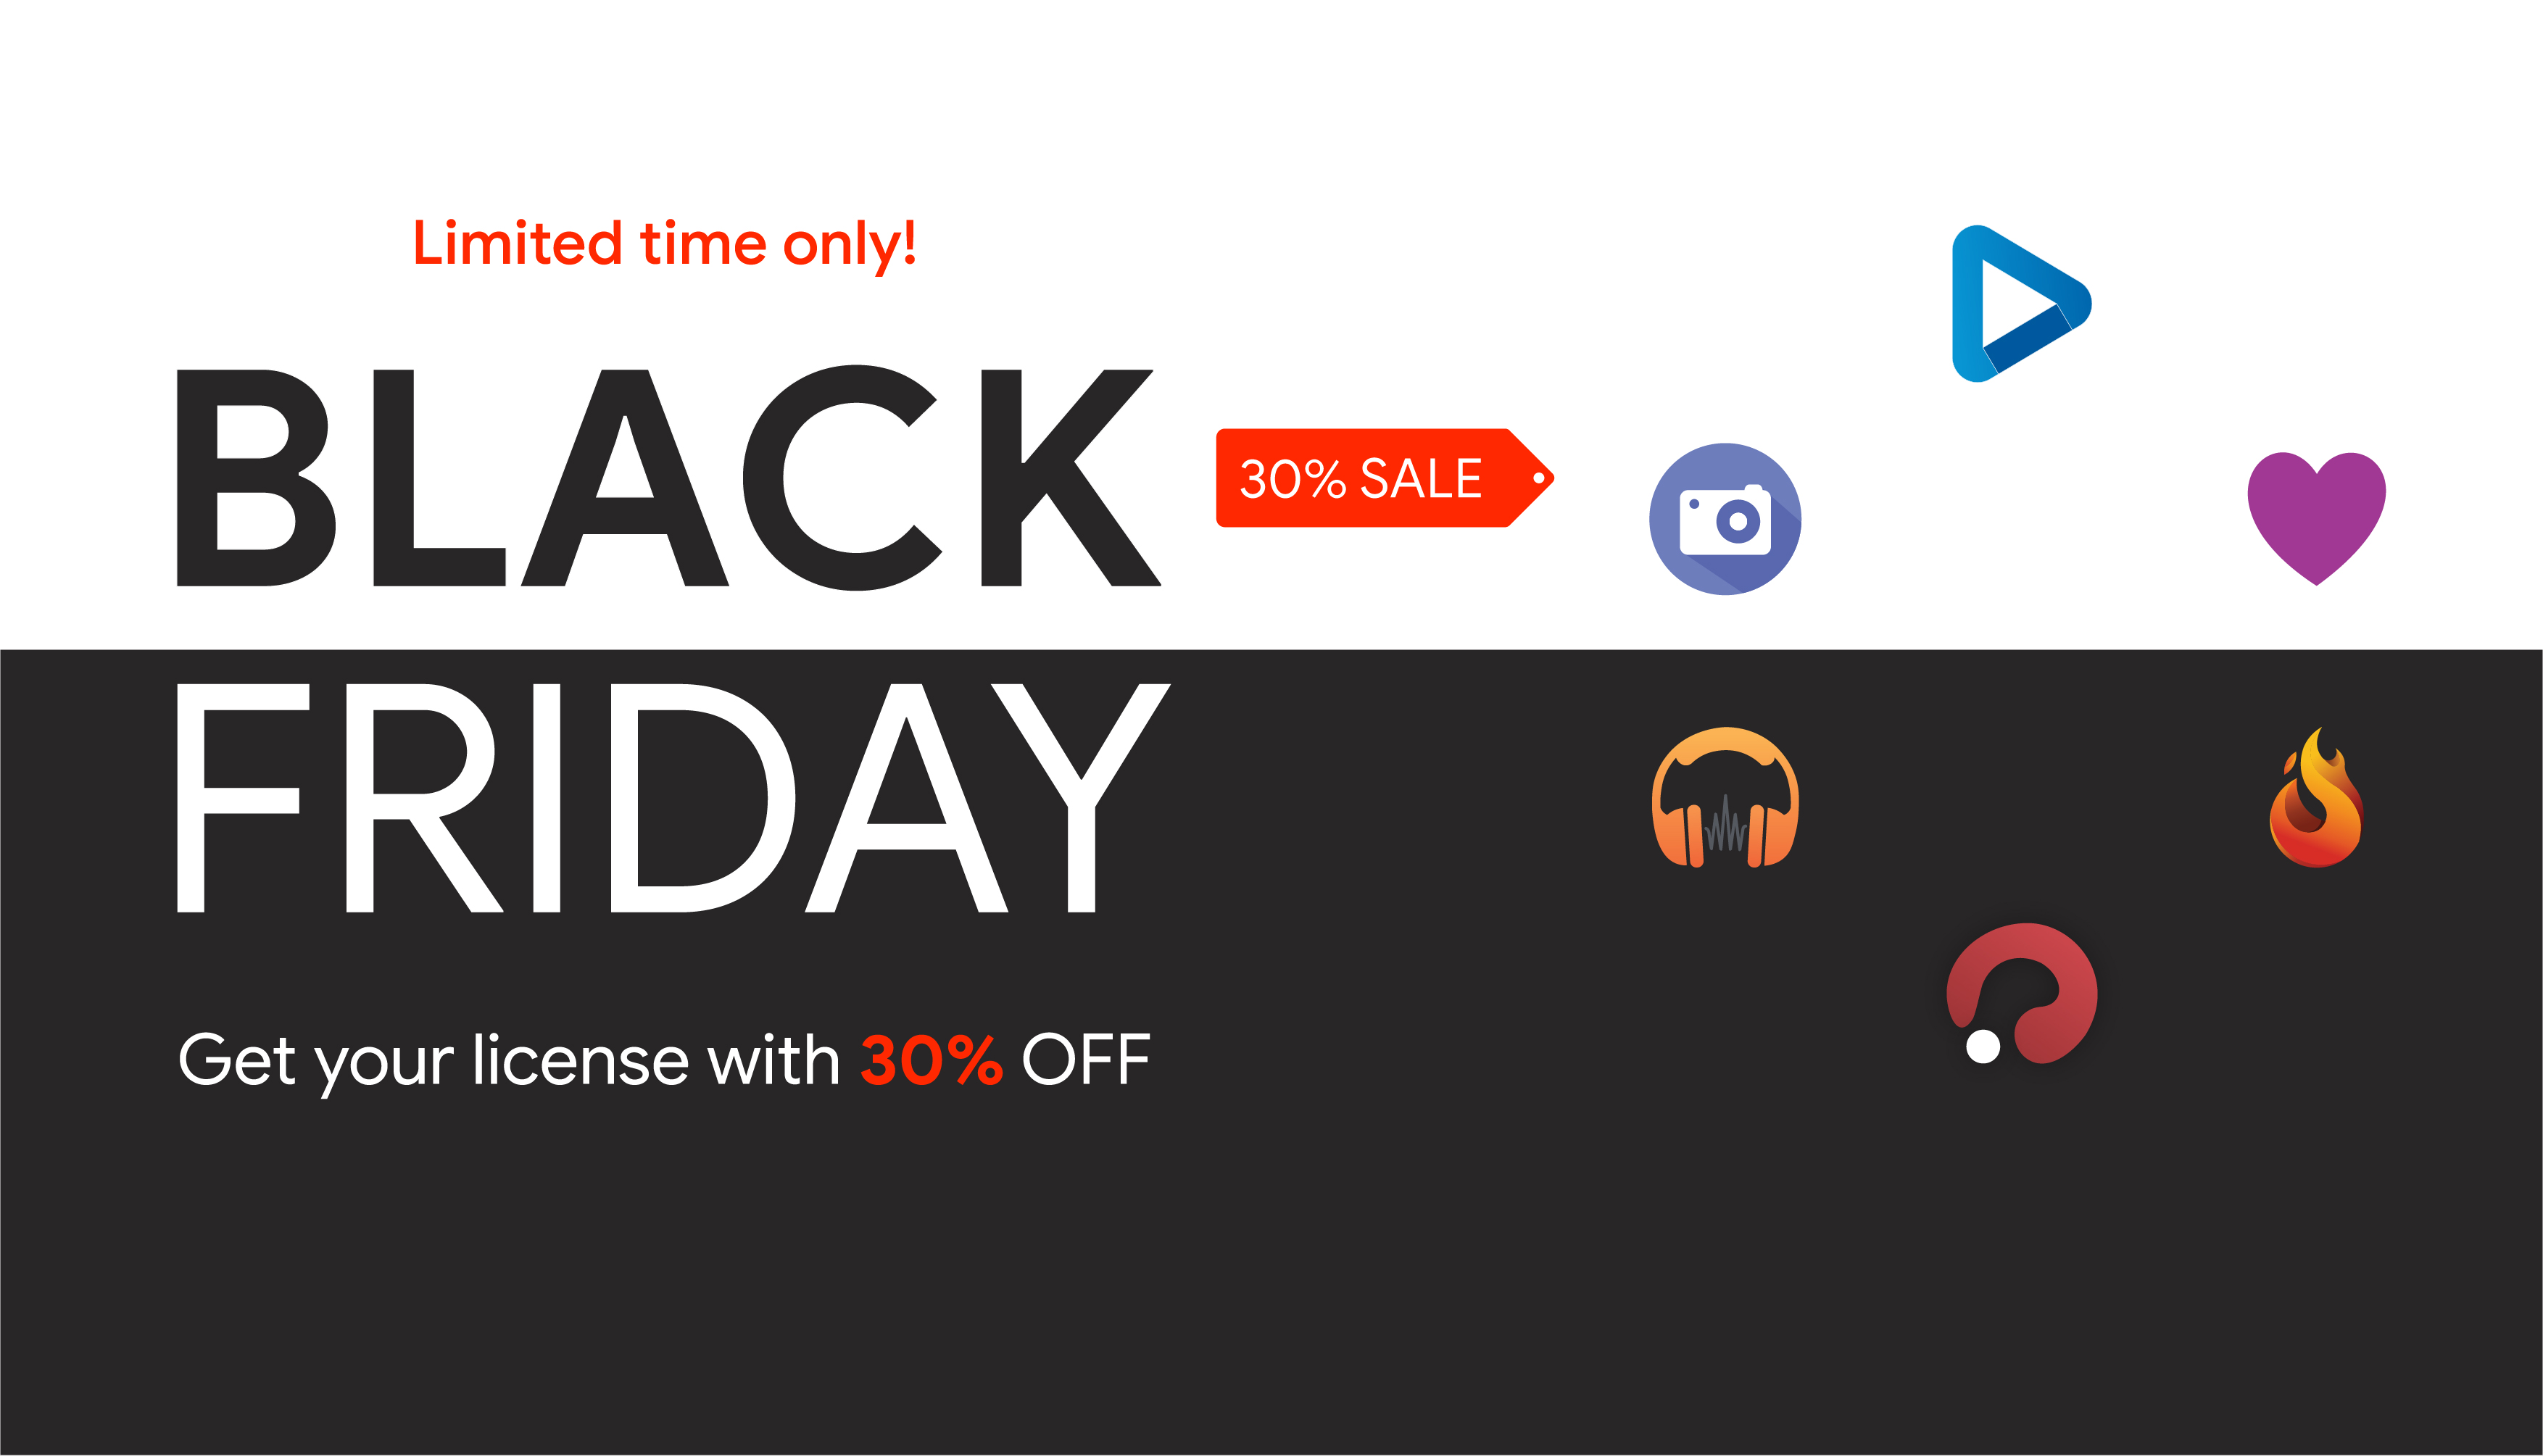 Limited time only!
BLACK
30% SALE
FRIDAY
Get your license with 30% OFF